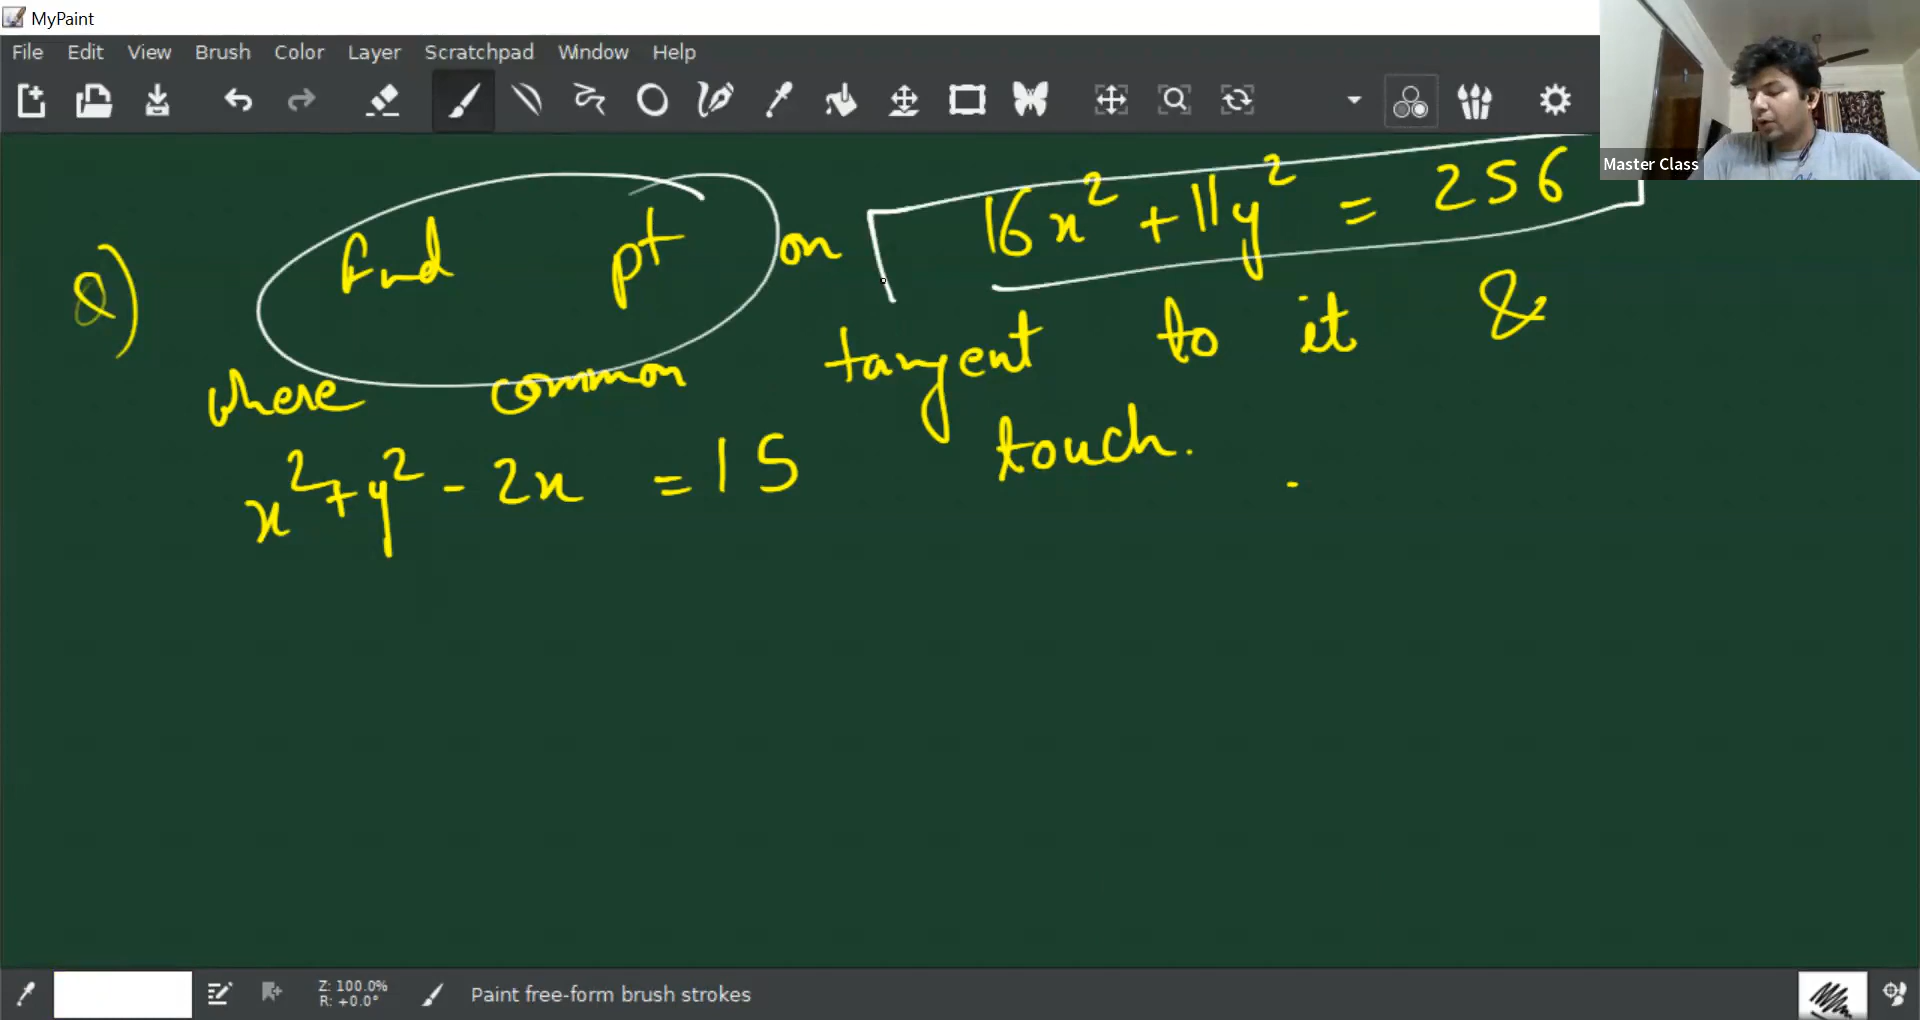 MyPaint
File Edit View Brush Color Layer Scratchpad Window Help
Master Class
Q) find pt on 16x² + 11y² = 256
where common tangent to it &
x² + y² - 2x = 15 touch.
Z: 100.0%
R: +0.0°
Paint free-form brush strokes